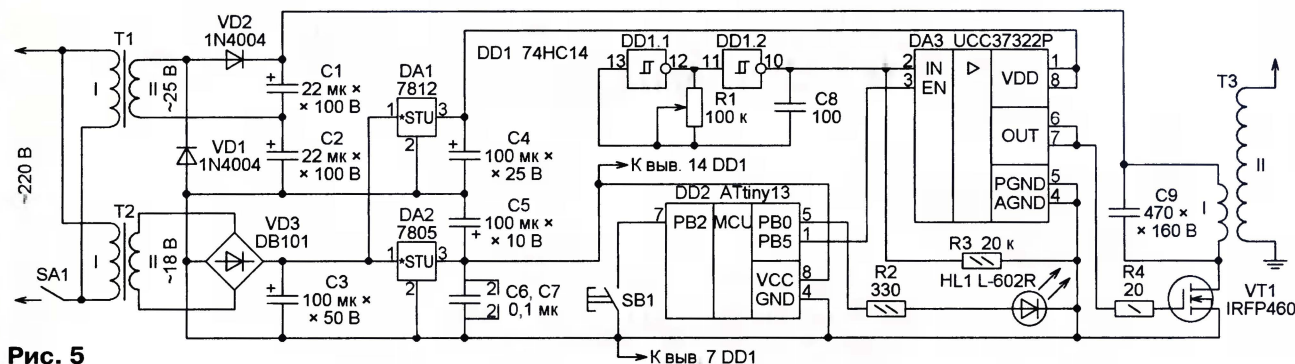 VD2
1N4004
T1
I
II
~25 В
VD1
1N4004
C1
22 мк ×
× 100 В
C2
22 мк ×
× 100 В
DA1
7812
1
*STU
3
2
C4
100 мк ×
× 25 В
DD1 74HC14
DD1.1
13
12
DD1.2
11
10
R1
100 к
C8
100
К выв. 14 DD1
DA3 UCC37322P
2
IN
3
EN
VDD
1
8
OUT
6
7
PGND
5
AGND
4
T3
I
II
C9
470 ×
× 160 В
~220 В
SA1
T2
I
II
~18 В
VD3
DB101
C3
100 мк ×
× 50 В
DA2
7805
1
*STU
3
2
C5
100 мк ×
× 10 В
2
2
C6, C7
0,1 мк
DD2 ATtiny13
7
PB2
MCU
PB0
5
PB5
1
VCC
8
GND
4
SB1
R3 20 к
R2
330
HL1 L-602R
R4
20
VT1
IRFP460
К выв. 7 DD1
Рис. 5